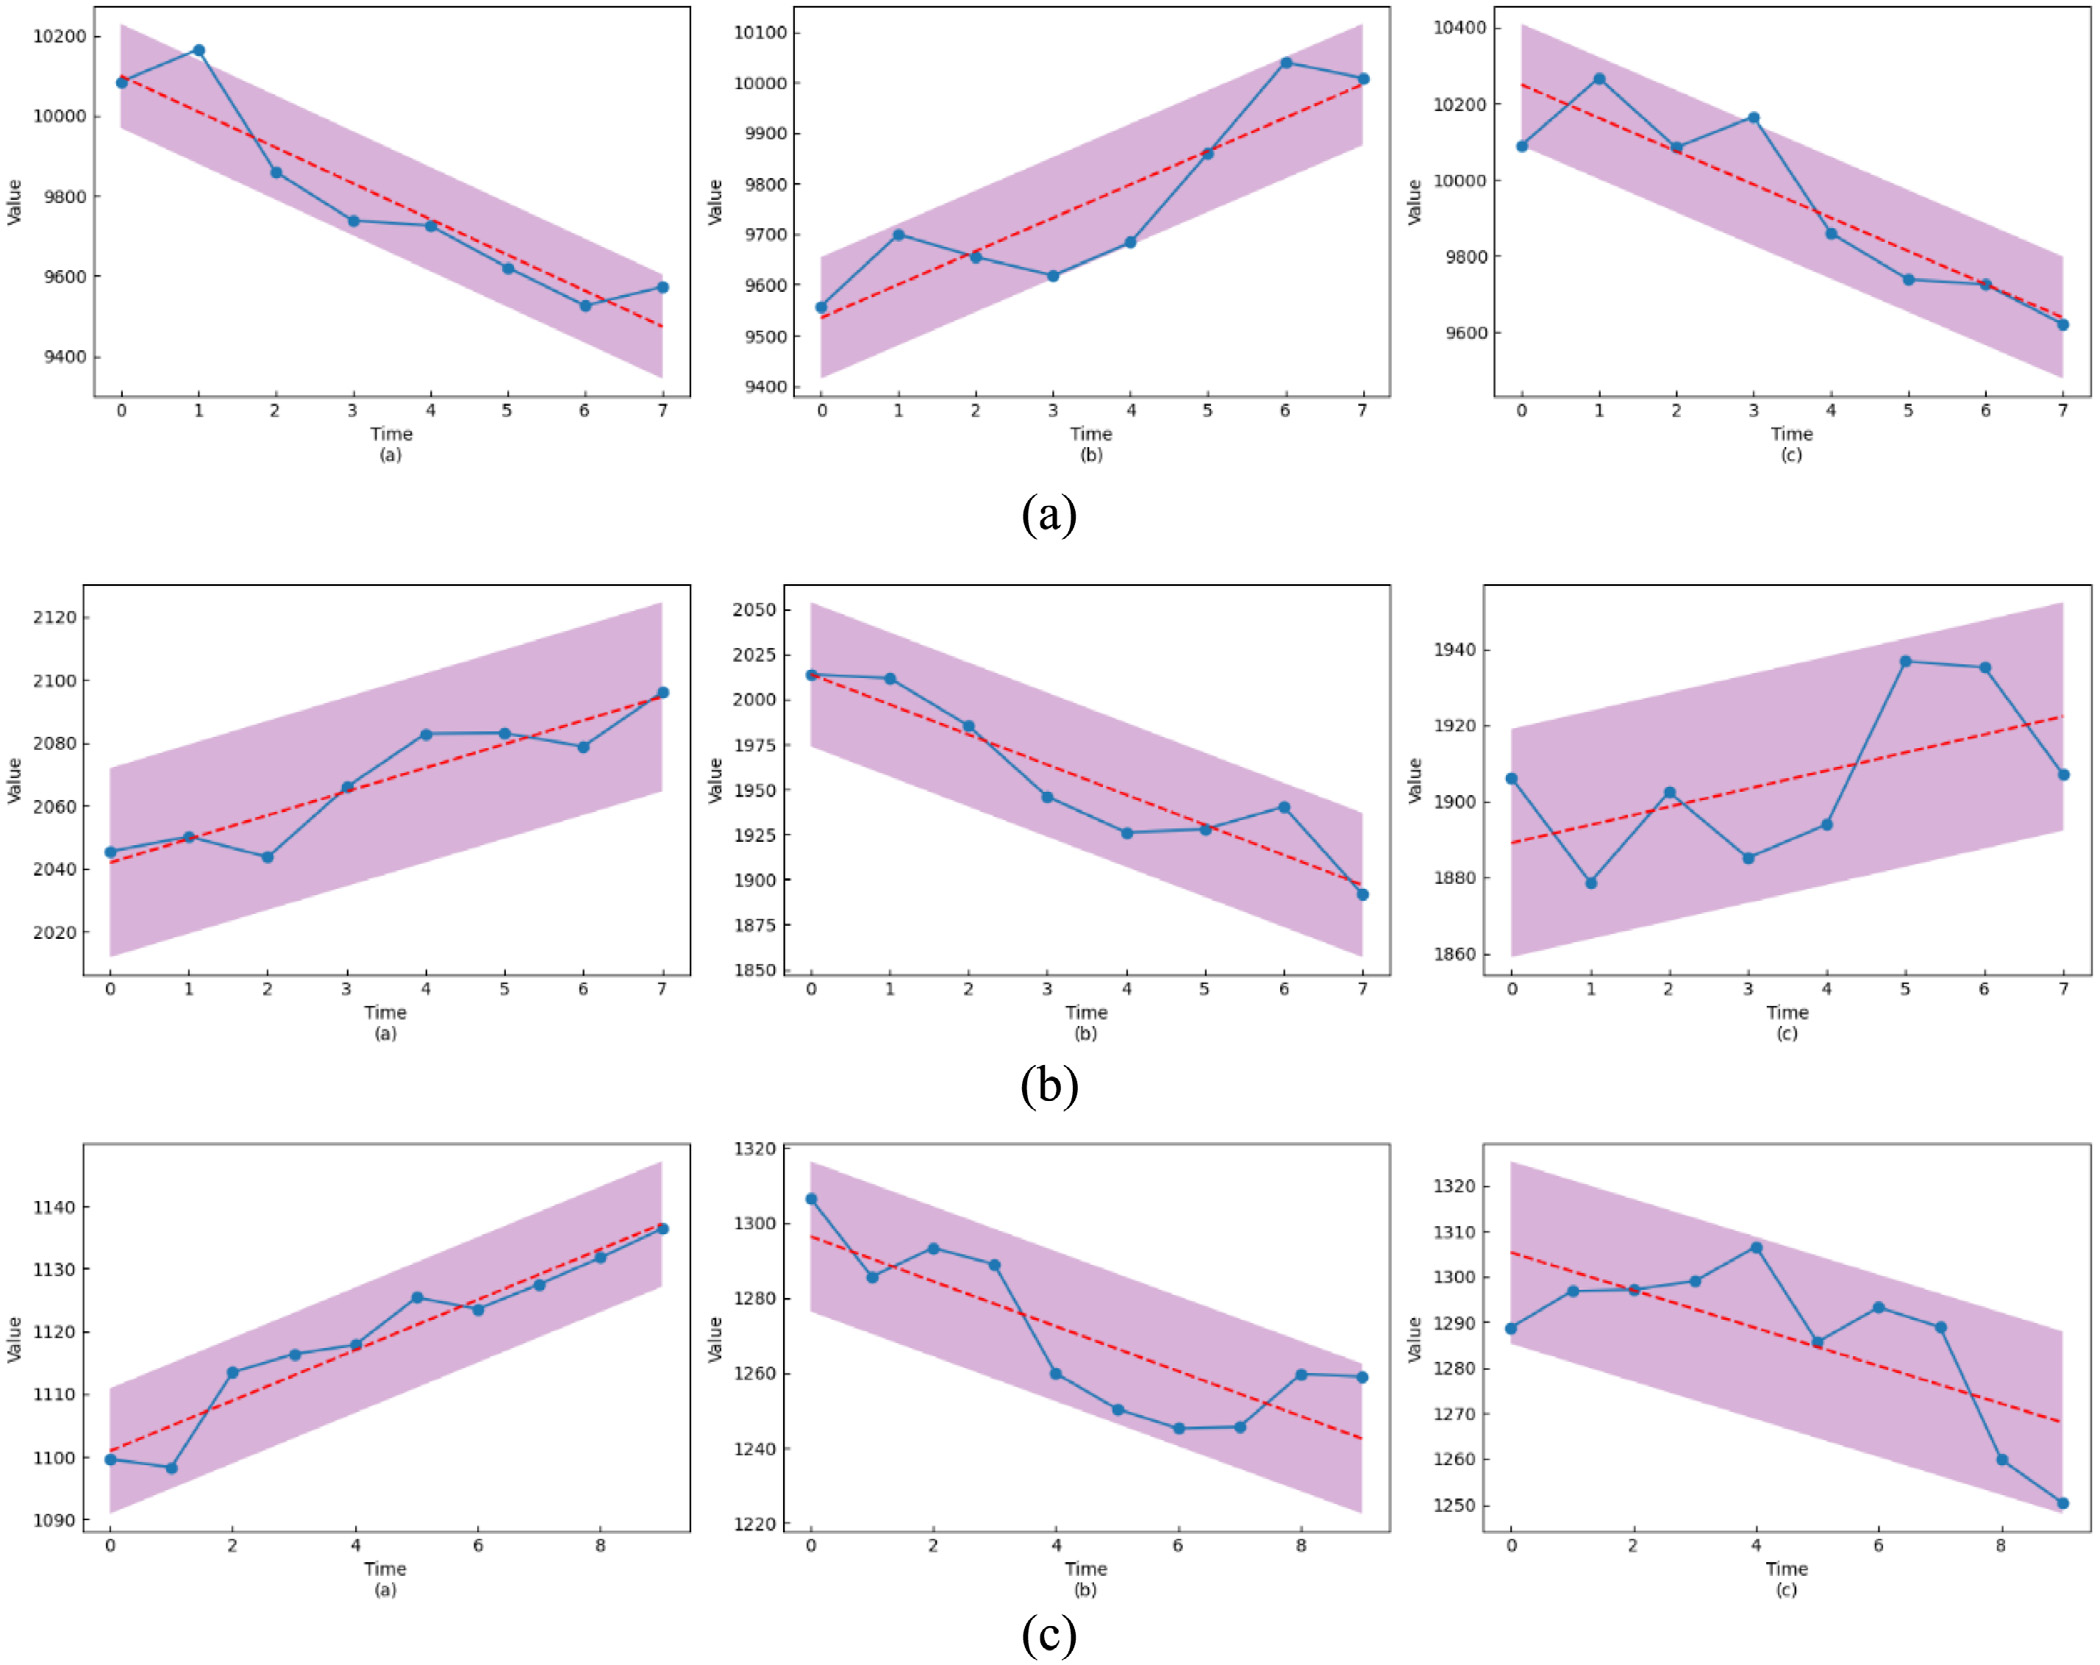 10200
10000
9800
9600
9400
Value
0 1 2 3 4 5 6 7
Time
(a)
10100
10000
9900
9800
9700
9600
9500
9400
Value
0 1 2 3 4 5 6 7
Time
(b)
10400
10200
10000
9800
9600
Value
0 1 2 3 4 5 6 7
Time
(c)
(a)
2120
2100
2080
2060
2040
2020
Value
0 1 2 3 4 5 6 7
Time
(a)
2050
2025
2000
1975
1950
1925
1900
1875
1850
Value
0 1 2 3 4 5 6 7
Time
(b)
1940
1920
1900
1880
1860
Value
0 1 2 3 4 5 6 7
Time
(c)
(b)
1140
1130
1120
1110
1100
1090
Value
0 2 4 6 8
Time
(a)
1320
1300
1280
1260
1240
1220
Value
0 2 4 6 8
Time
(b)
1320
1310
1300
1290
1280
1270
1260
1250
Value
0 2 4 6 8
Time
(c)
(c)